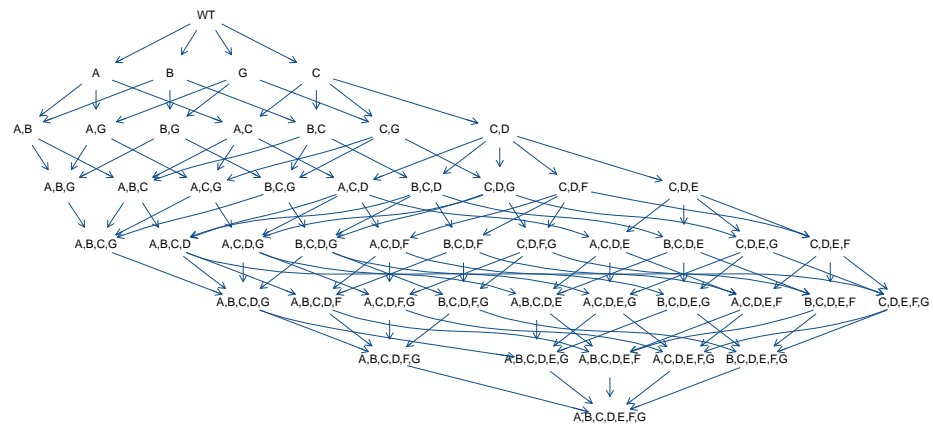 WT
A B G C
A,B A,G B,G A,C B,C C,G C,D
A,B,G A,B,C A,C,G B,C,G A,C,D B,C,D C,D,G C,D,F C,D,E
A,B,C,G A,B,C,D A,C,D,G B,C,D,G A,C,D,F B,C,D,F C,D,F,G A,C,D,E B,C,D,E C,D,E,G C,D,E,F
A,B,C,D,G A,B,C,D,F A,C,D,F,G B,C,D,F,G A,B,C,D,E A,C,D,E,G B,C,D,E,G A,C,D,E,F B,C,D,E,F C,D,E,F,G
A,B,C,D,F,G A,B,C,D,E,G A,B,C,D,E,F A,C,D,E,F,G B,C,D,E,F,G
A,B,C,D,E,F,G